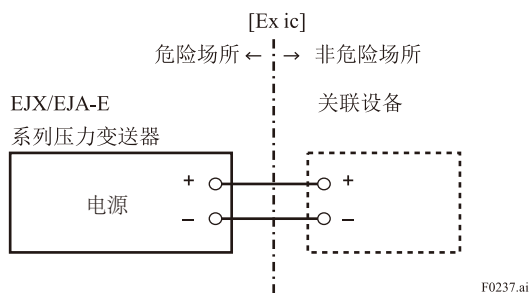 [Ex ic]
危险场所 ← → 非危险场所
EJX/EJA-E
系列压力变送器
关联设备
电源
+
+
−
−
F0237.ai